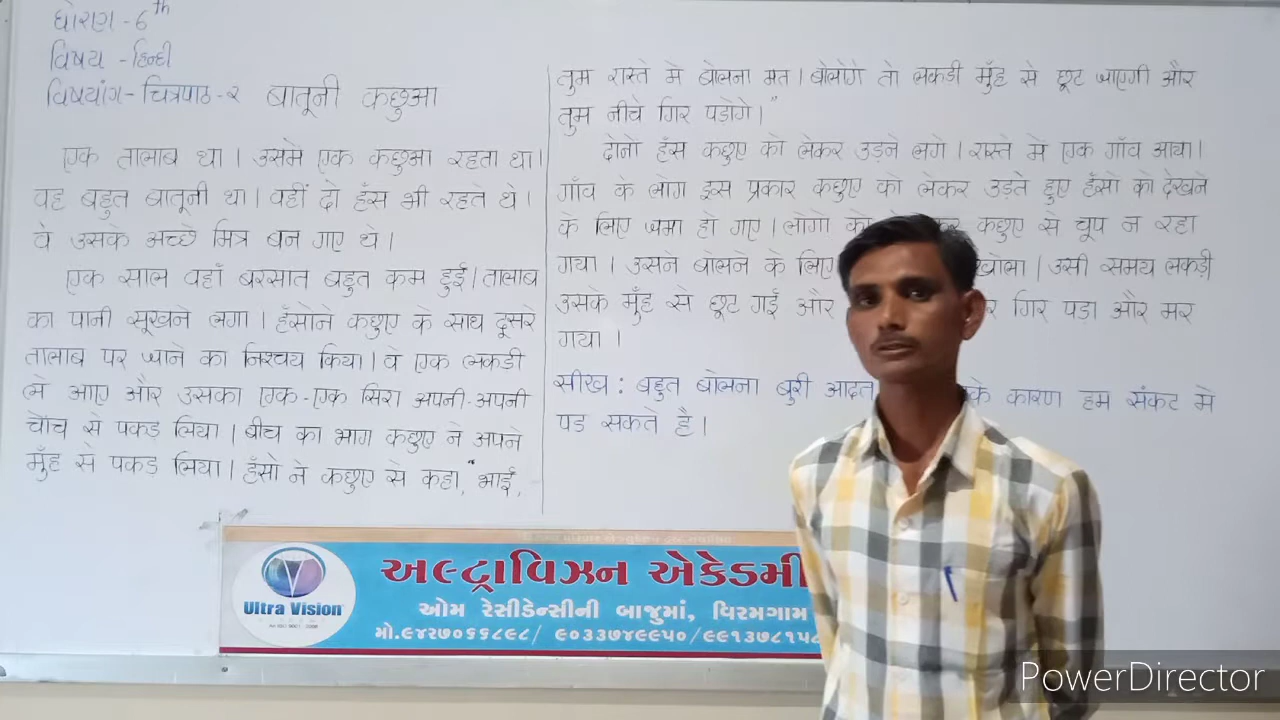 धोरण - 6th
विषय - हिन्दी
विषयांग - चित्रपाठ - २ बातूनी कछुआ
एक तालाब था । उसमे एक कछुआ रहता था।
वह बहुत बातूनी था । वहीं दो हँस भी रहते थे ।
वे उसके अच्छे मित्र बन गए थे ।
एक साल वहाँ बरसात बहुत कम हुई । तालाब
का पानी सूखने लगा । हँसोने कछुए के साथ दूसरे
तालाब पर जाने का निश्चय किया । वे एक लकडी
ले आए और उसका एक-एक सिरा अपनी-अपनी
चौंच से पकड लिया । बीच का भाग कछुए ने अपने
मुँह से पकड लिया । हँसो ने कछुए से कहा, "भाई,
तुम रास्ते मे बोलना मत । बोलोगे तो लकडी मुँह से छूट जाएगी और
तुम नीचे गिर पडोगे ।"
दोनो हँस कछुए को लेकर उडने लगे । रास्ते मे एक गाँव आया ।
गाँव के लोग इस प्रकार कछुए को लेकर उडते हुए हँसो को देखने
के लिए जमा हो गए । लोगो को कछुए से चूप न रहा
गया । उसने बोलने के लिए खोला । उसी समय लकडी
उसके मुँह से छूट गई और गिर पडा और मर
गया ।
सीख : बहुत बोलना बुरी आदत के कारण हम संकट मे
पड सकते है ।
Ultra Vision
અલ્ટ્રાવિઝન એકેડમી
ઓમ રેસીડેન્સીની બાજુમાં, વિરમગામ
મો.૯૪૨૭૦૬૬૮૯૮/ ૯૦૩૩૭૪૯૯૫૦/૯૯૧૩૭૮૧૫૮
PowerDirector